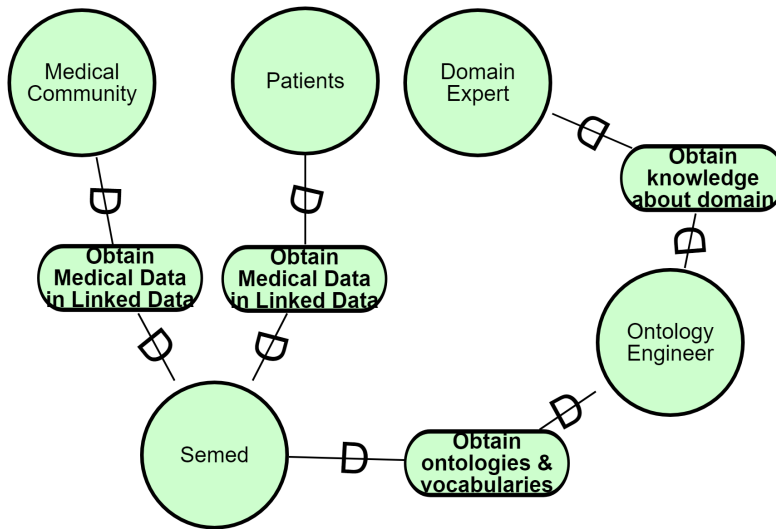 Medical
Community
Patients
Domain
Expert
D
Obtain
knowledge
about domain
D
D
D
Obtain
Medical Data
in Linked Data
Obtain
Medical Data
in Linked Data
D
D
Ontology
Engineer
D
Semed
D
Obtain
ontologies &
vocabularies